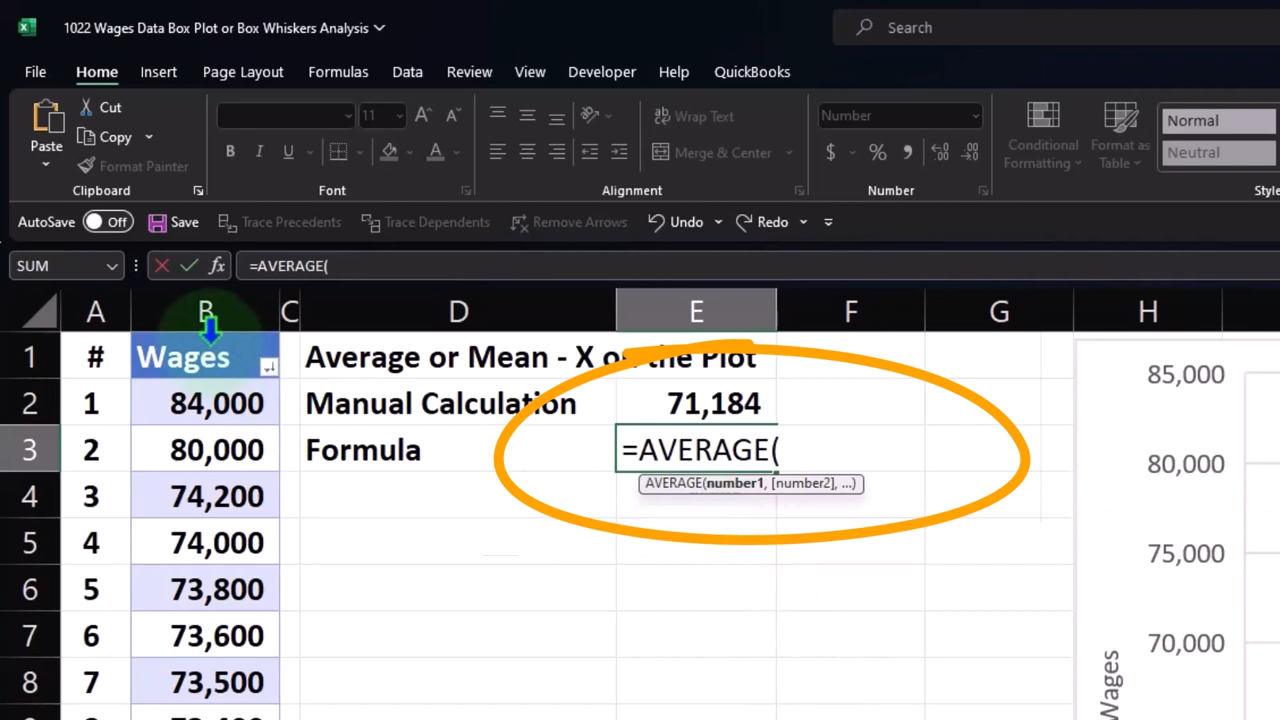 1022 Wages Data Box Plot or Box Whiskers Analysis
Search
File Home Insert Page Layout Formulas Data Review View Developer Help QuickBooks
Paste
Cut
Copy
Format Painter
Clipboard
11
B I U
Font
Wrap Text
Merge & Center
Alignment
Number
$ % 9
Number
Conditional
Formatting
Format as
Table
Normal
Neutral
AutoSave Off Save Trace Precedents Trace Dependents Remove Arrows Undo Redo
SUM fx =AVERAGE(
A B C D E F G H
1 # Wages Average or Mean - X on the Plot
2 1 84,000 Manual Calculation 71,184
3 2 80,000 Formula =AVERAGE(
AVERAGE(number1, [number2], ...)
4 3 74,200
5 4 74,000
6 5 73,800
7 6 73,600
8 7 73,500
85,000
80,000
75,000
70,000
Wages